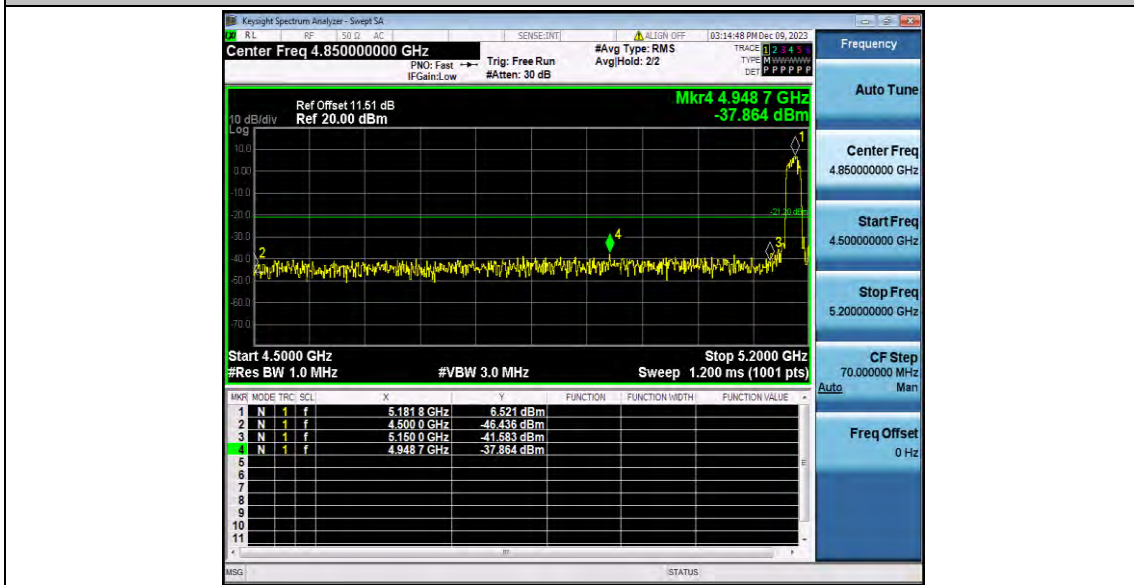 Keysight Spectrum Analyzer - Swept SA
RL RF 50 Ω AC SENSE:INT ALIGN OFF 03:14:48 PM Dec 09, 2023
Center Freq 4.850000000 GHz
PNO: Fast
IFGain:Low
Trig: Free Run
#Atten: 30 dB
#Avg Type: RMS
Avg|Hold: 2/2
TRACE 1 2 3 4 5 6
TYPE M
DET P P P P P P
Mkr4 4.948 7 GHz
-37.864 dBm
Ref Offset 11.51 dB
10 dB/div Ref 20.00 dBm
Log
10.0
0.00
-10.0
-20.0
-30.0
-40.0
-50.0
-60.0
-70.0
1
-21.20 dBm
4
3
2
Start 4.5000 GHz Stop 5.2000 GHz
#Res BW 1.0 MHz #VBW 3.0 MHz Sweep 1.200 ms (1001 pts)
MKR MODE TRC SCL X Y FUNCTION FUNCTION WIDTH FUNCTION VALUE
1 N 1 f 5.181 8 GHz 6.521 dBm
2 N 1 f 4.500 0 GHz -46.436 dBm
3 N 1 f 5.150 0 GHz -41.583 dBm
4 N 1 f 4.948 7 GHz -37.864 dBm
5
6
7
8
9
10
11
MSG STATUS
Frequency
Auto Tune
Center Freq
4.850000000 GHz
Start Freq
4.500000000 GHz
Stop Freq
5.200000000 GHz
CF Step
70.000000 MHz
Auto Man
Freq Offset
0 Hz